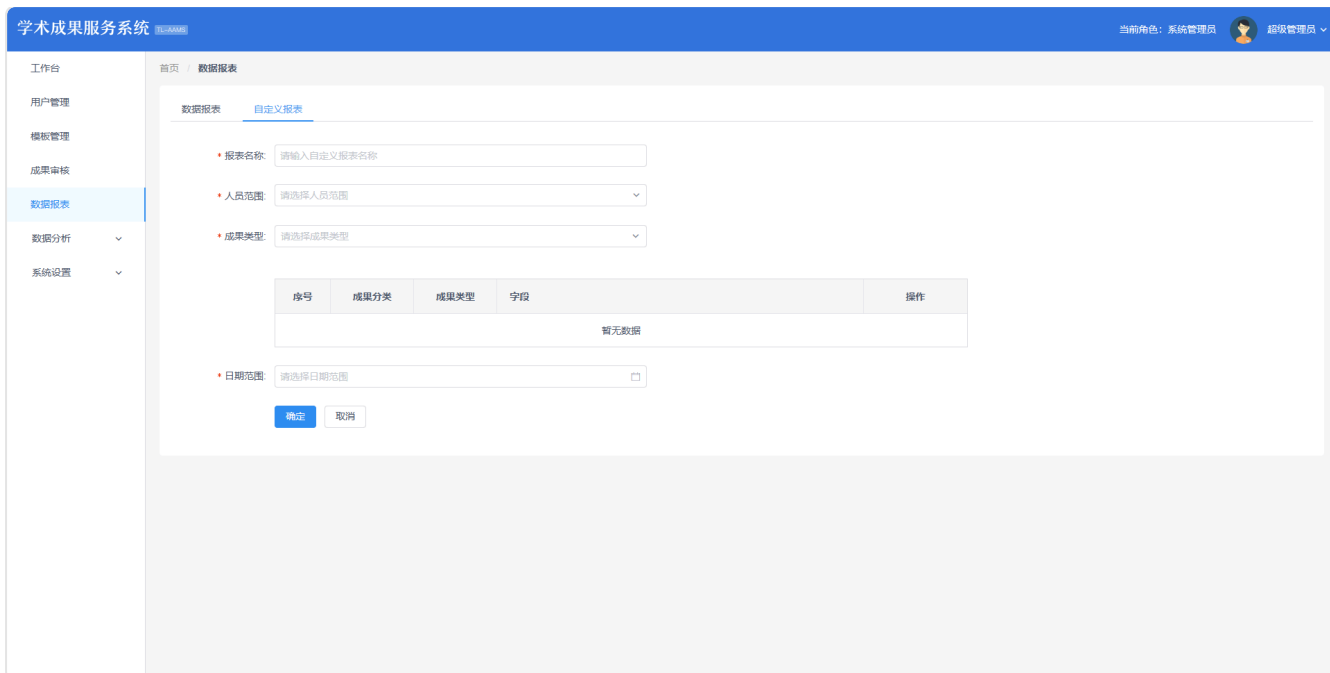 学术成果服务系统 TL-AAMS
当前角色：系统管理员 超级管理员
工作台
用户管理
模板管理
成果审核
数据报表
数据分析
系统设置
首页 / 数据报表
数据报表 自定义报表
* 报表名称: 请输入自定义报表名称
* 人员范围: 请选择人员范围
* 成果类型: 请选择成果类型
序号 成果分类 成果类型 字段 操作
暂无数据
* 日期范围: 请选择日期范围
确定 取消